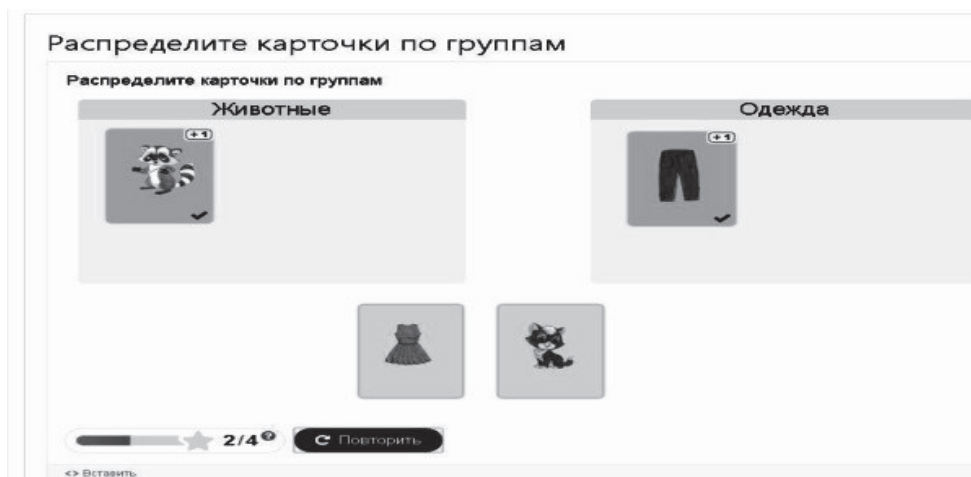 Распределите карточки по группам
Распределите карточки по группам
Животные
Одежда
+1
+1
2/4
Повторить
<> Вставить